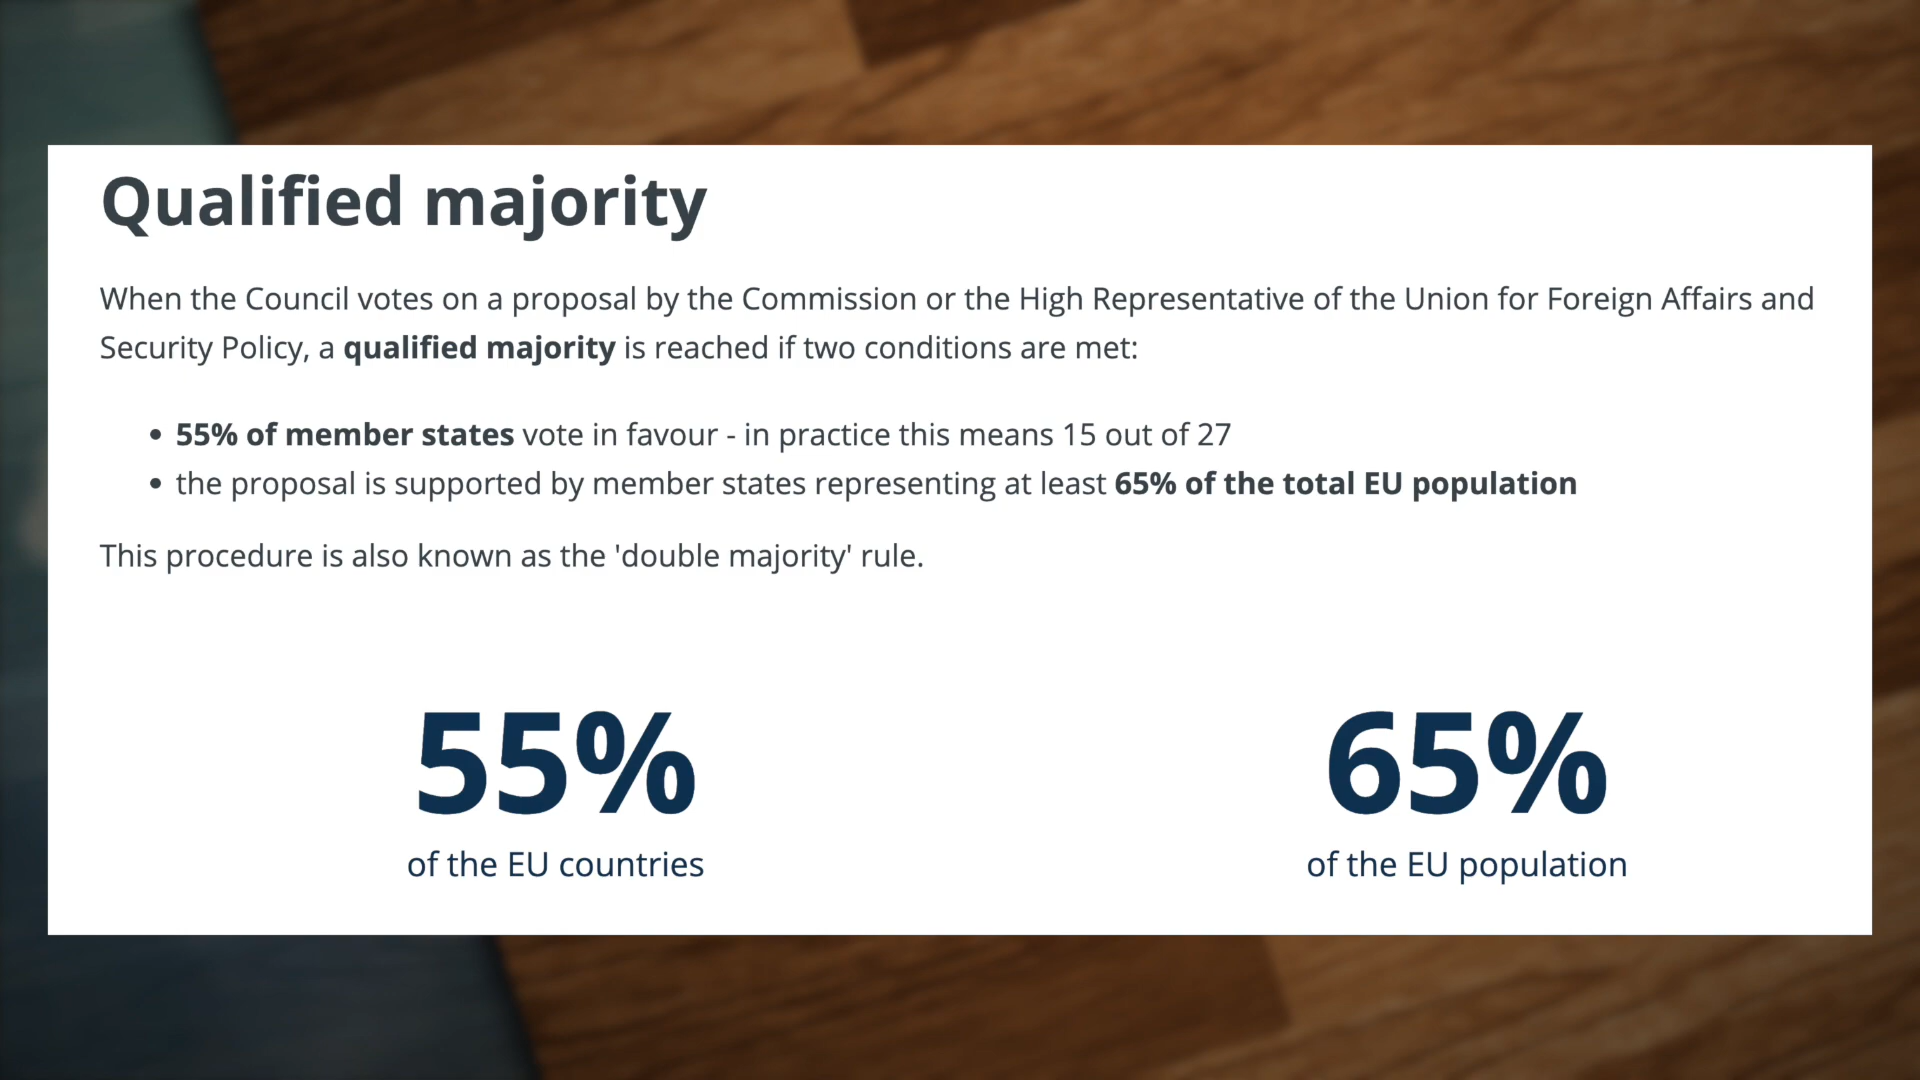 Qualified majority
When the Council votes on a proposal by the Commission or the High Representative of the Union for Foreign Affairs and
Security Policy, a qualified majority is reached if two conditions are met:
• 55% of member states vote in favour - in practice this means 15 out of 27
• the proposal is supported by member states representing at least 65% of the total EU population
This procedure is also known as the 'double majority' rule.
55%
of the EU countries
65%
of the EU population